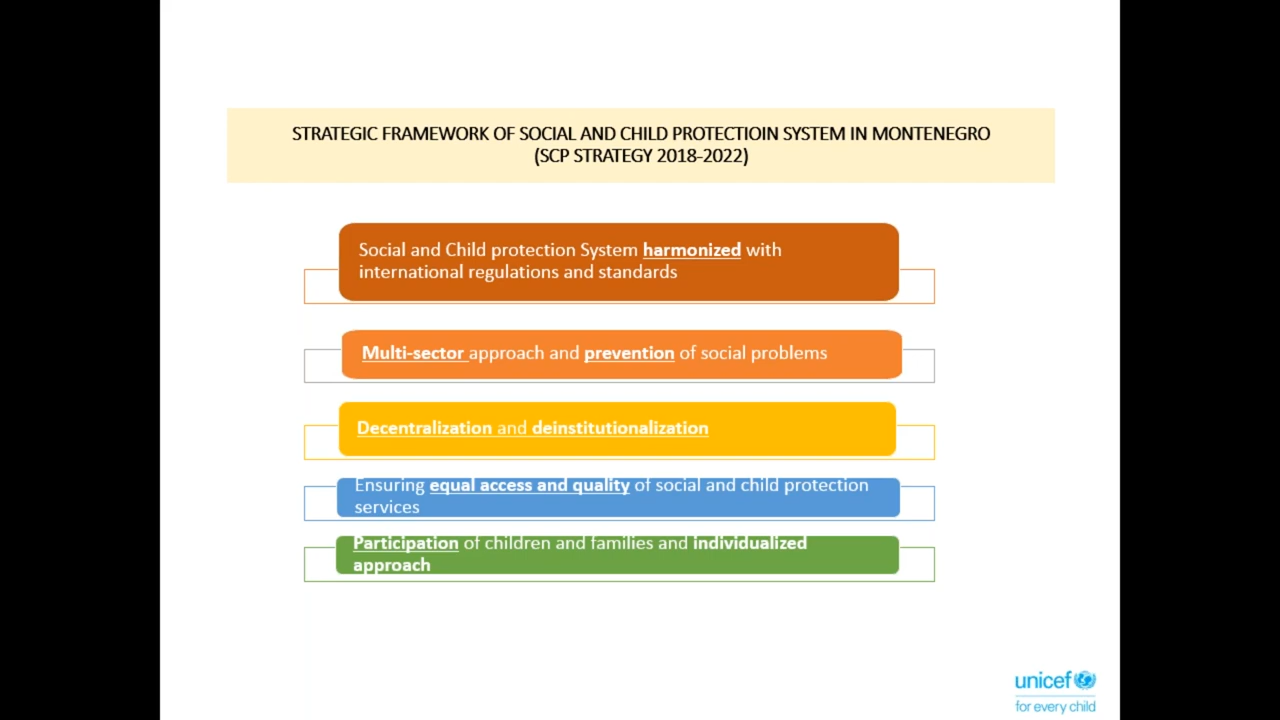 STRATEGIC FRAMEWORK OF SOCIAL AND CHILD PROTECTIOIN SYSTEM IN MONTENEGRO
(SCP STRATEGY 2018-2022)
Social and Child protection System harmonized with
international regulations and standards
Multi-sector approach and prevention of social problems
Decentralization and deinstitutionalization
Ensuring equal access and quality of social and child protection
services
Participation of children and families and individualized
approach
unicef
for every child